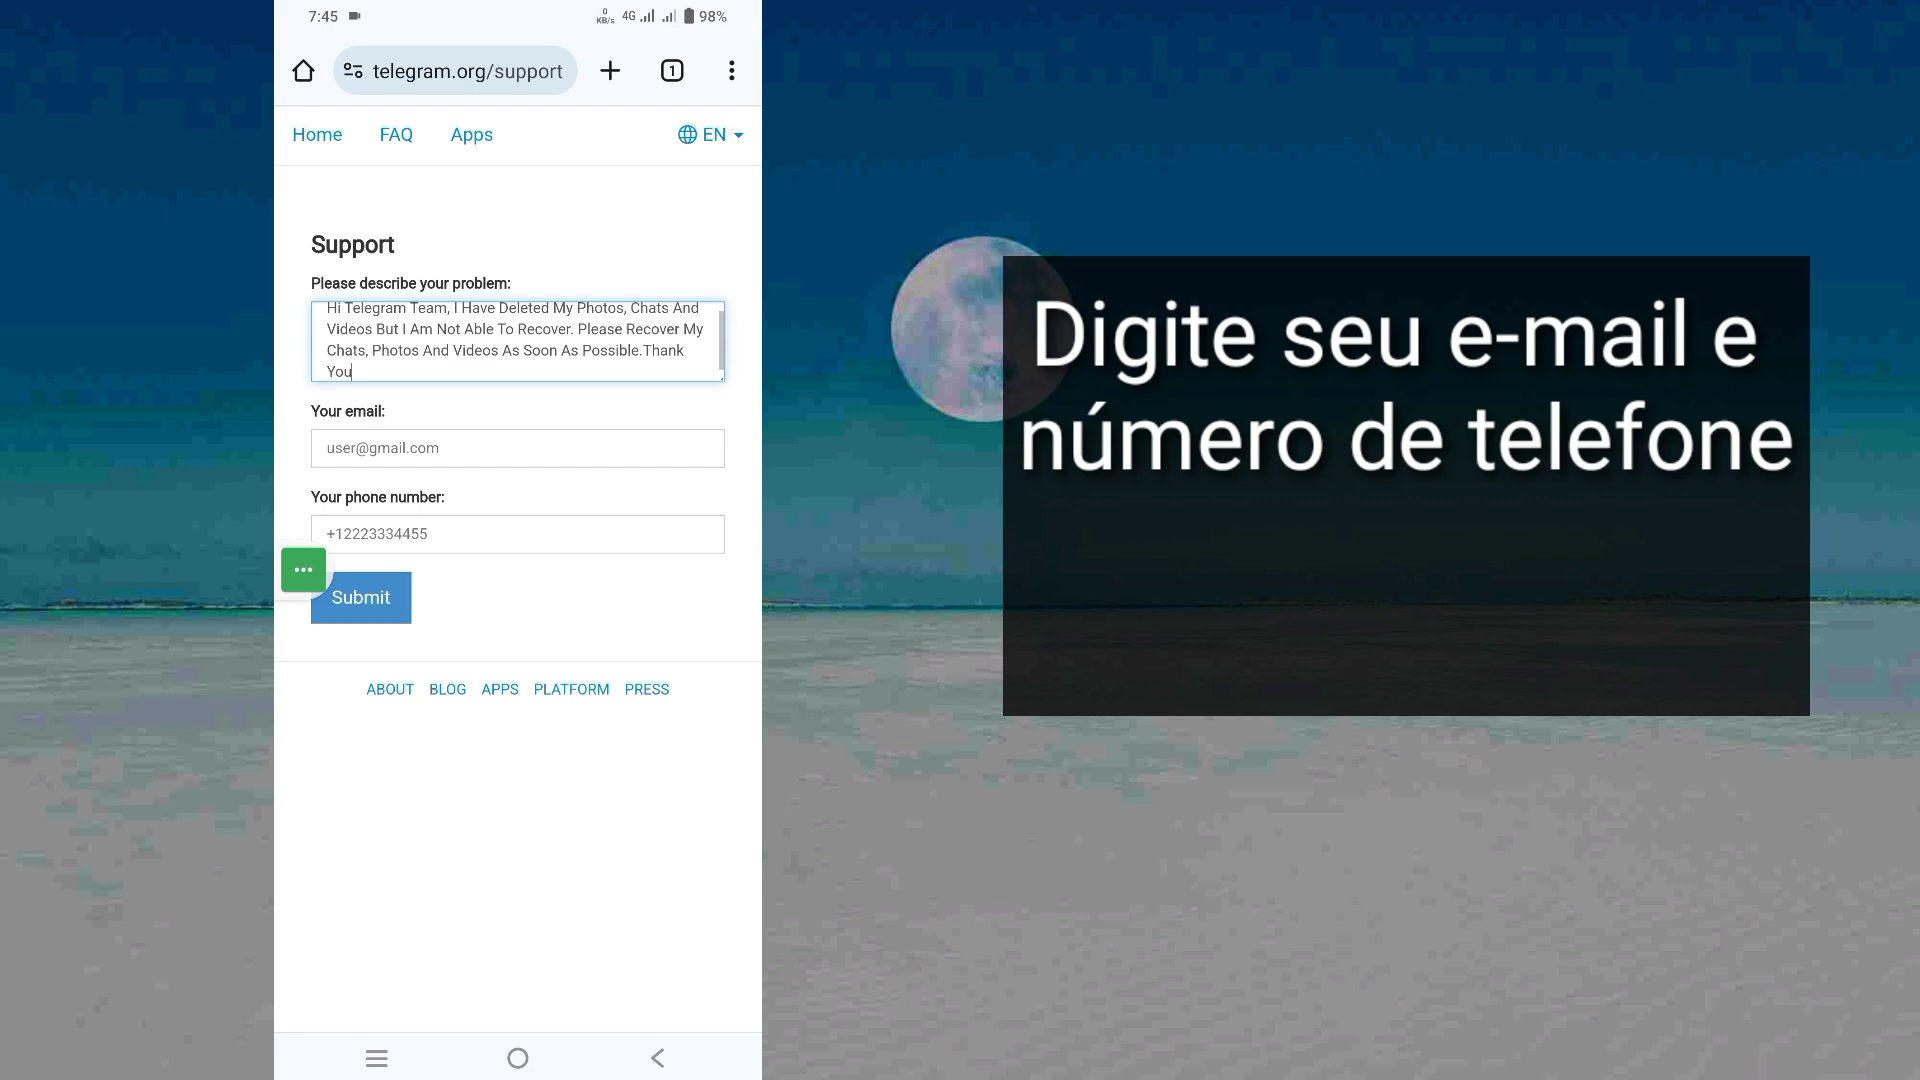 7:45
0
KB/s
4G
98%
telegram.org/support
1
Home FAQ Apps EN
Support
Please describe your problem:
Hi Telegram Team, I Have Deleted My Photos, Chats And
Videos But I Am Not Able To Recover. Please Recover My
Chats, Photos And Videos As Soon As Possible.Thank
You
Your email:
user@gmail.com
Your phone number:
+12223334455
Submit
ABOUT BLOG APPS PLATFORM PRESS
Digite seu e-mail e
número de telefone